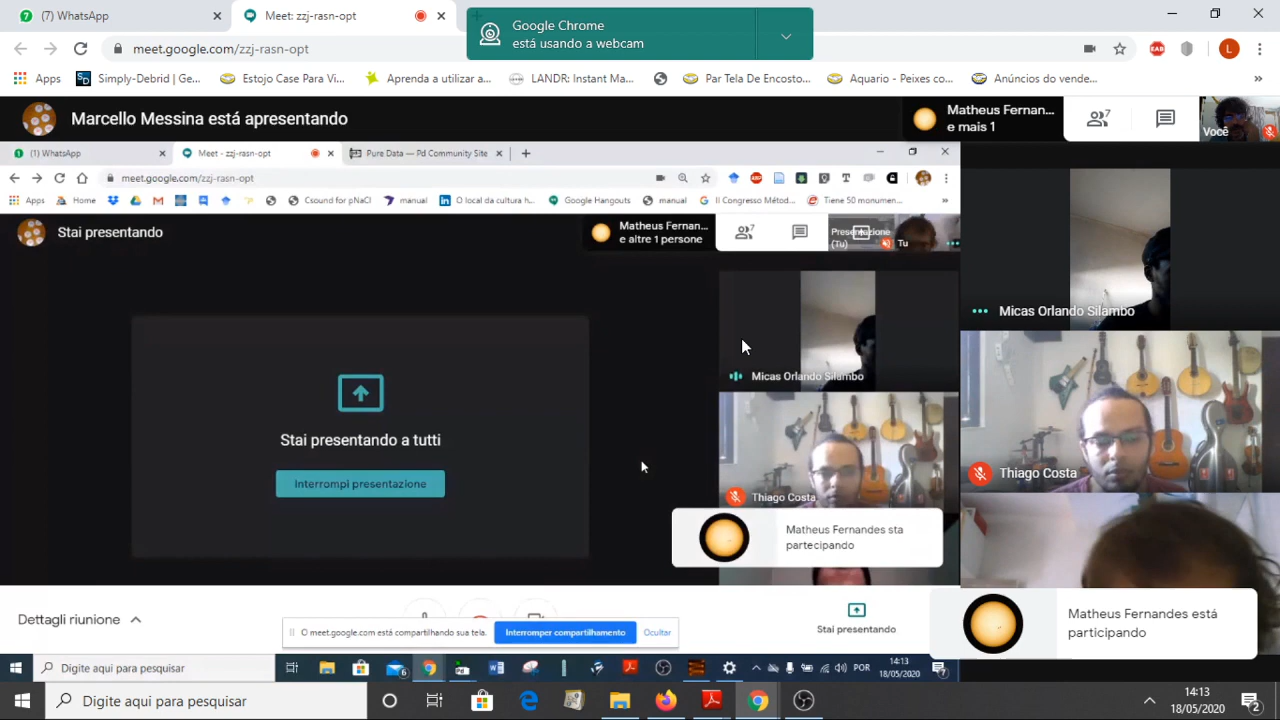 (7) WhatsApp
Meet: zzj-rasn-opt
Google Chrome
está usando a webcam
meet.google.com/zzj-rasn-opt
L
Apps
Simply-Debrid | Ge...
Estojo Case Para Vi...
Aprenda a utilizar a...
LANDR: Instant Ma...
Par Tela De Encosto...
Aquario - Peixes co...
Anúncios do vende...
»
Marcello Messina está apresentando
Matheus Fernan...
e mais 1
7
Você
(1) WhatsApp
Meet - zzj-rasn-opt
Pure Data — Pd Community Site
meet.google.com/zzj-rasn-opt
Apps
Home
Csound for pNaCl
manual
O local da cultura h...
Google Hangouts
manual
II Congresso Métod...
Tiene 50 monumen...
»
Stai presentando
Matheus Fernan...
e altre 1 persone
7
Presentazione
(Tu)
Tu
Micas Orlando Silambo
Micas Orlando Silambo
Stai presentando a tutti
Interrompi presentazione
Thiago Costa
Thiago Costa
Matheus Fernandes sta
partecipando
Matheus Fernandes está
participando
Dettagli riunione
Stai presentando
O meet.google.com está compartilhando sua tela.
Interromper compartilhamento
Ocultar
Digite aqui para pesquisar
6
POR
14:13
18/05/2020
7
Digite aqui para pesquisar
14:13
18/05/2020
2